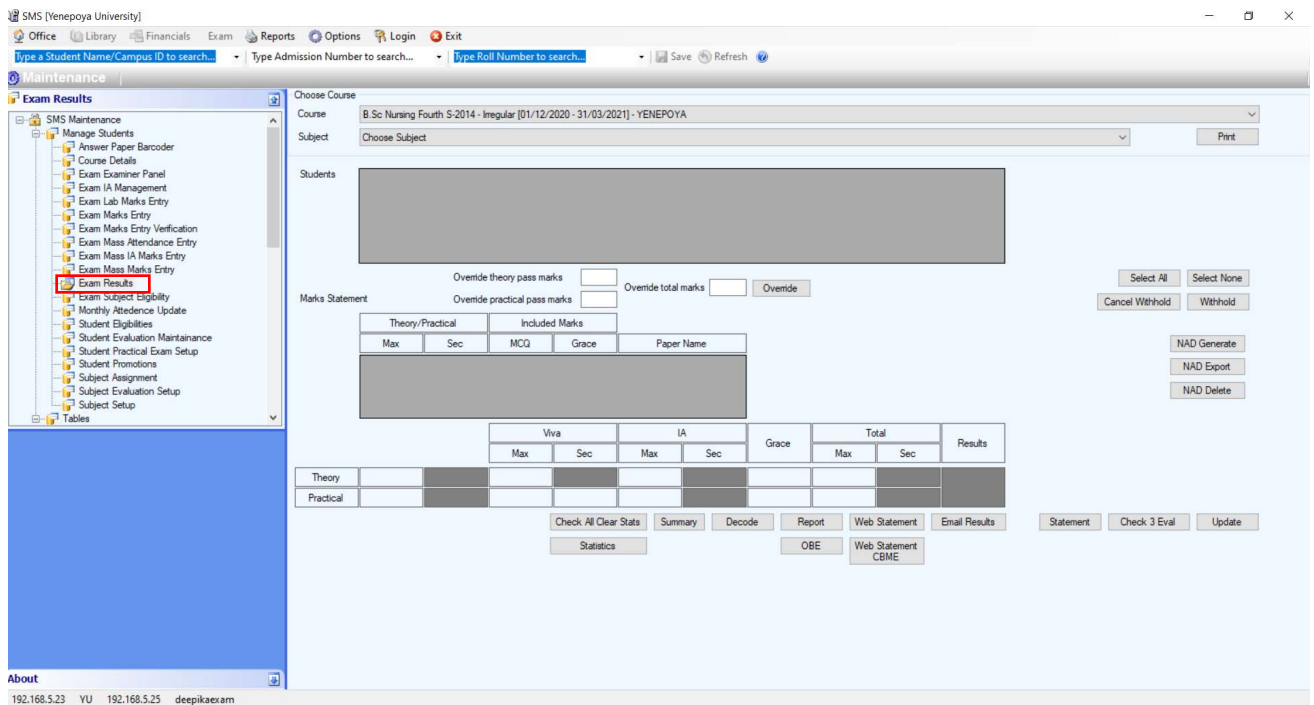 SMS [Yenepoya University]
Office Library Financials Exam Reports Options Login Exit
Type a Student Name/Campus ID to search... Type Admission Number to search... Type Roll Number to search... Save Refresh
Maintenance
Exam Results
SMS Maintenance
Manage Students
Answer Paper Barcoder
Course Details
Exam Examiner Panel
Exam IA Management
Exam Lab Marks Entry
Exam Marks Entry
Exam Marks Entry Verification
Exam Mass Attendance Entry
Exam Mass IA Marks Entry
Exam Mass Marks Entry
Exam Results
Exam Subject Eligibility
Monthly Attedence Update
Student Eligibilities
Student Evaluation Maintainance
Student Practical Exam Setup
Student Promotions
Subject Assignment
Subject Evaluation Setup
Subject Setup
Tables
About
Choose Course
Course B.Sc Nursing Fourth S-2014 - Irregular [01/12/2020 - 31/03/2021] - YENEPOYA
Subject Choose Subject Print
Students
Override theory pass marks Override total marks Override Select All Select None
Marks Statement Override practical pass marks Cancel Withhold Withhold
Theory/Practical Included Marks
Max Sec MCQ Grace Paper Name NAD Generate
NAD Export
NAD Delete
Viva IA Grace Total Results
Max Sec Max Sec Max Sec
Theory
Practical
Check All Clear Stats Summary Decode Report Web Statement Email Results Statement Check 3 Eval Update
Statistics OBE Web Statement
CBME
192.168.5.23 YU 192.168.5.25 deepikaexam